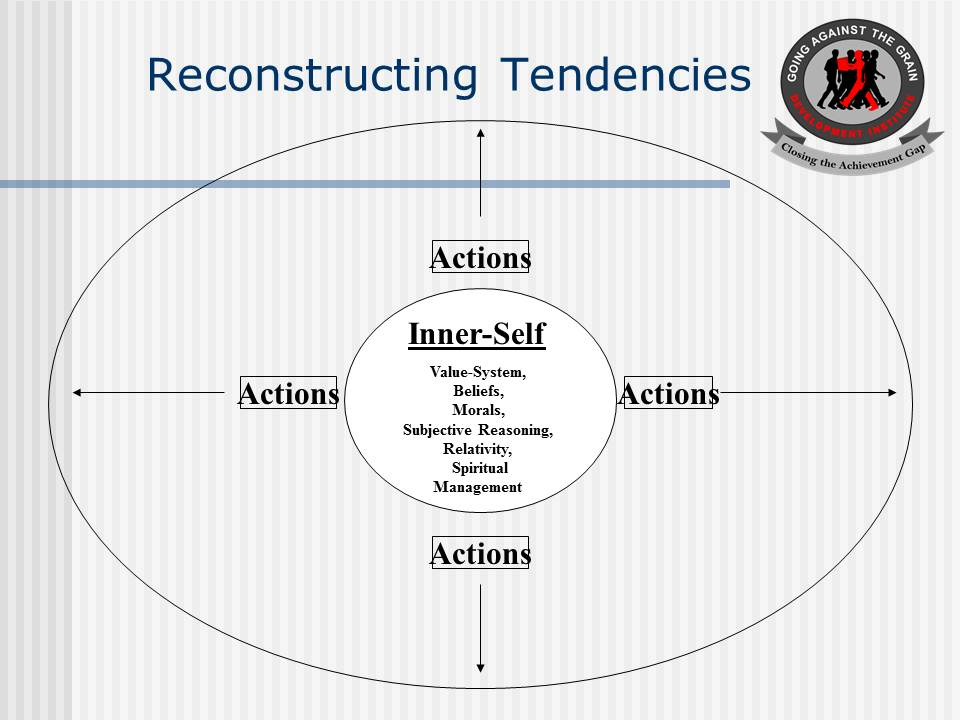 Reconstructing Tendencies
GOING AGAINST THE GRAIN
DEVELOPMENT INSTITUTE
Closing the Achievement Gap
Actions
Inner-Self
Value-System,
Beliefs,
Morals,
Subjective Reasoning,
Relativity,
Spiritual
Management
Actions
Actions
Actions